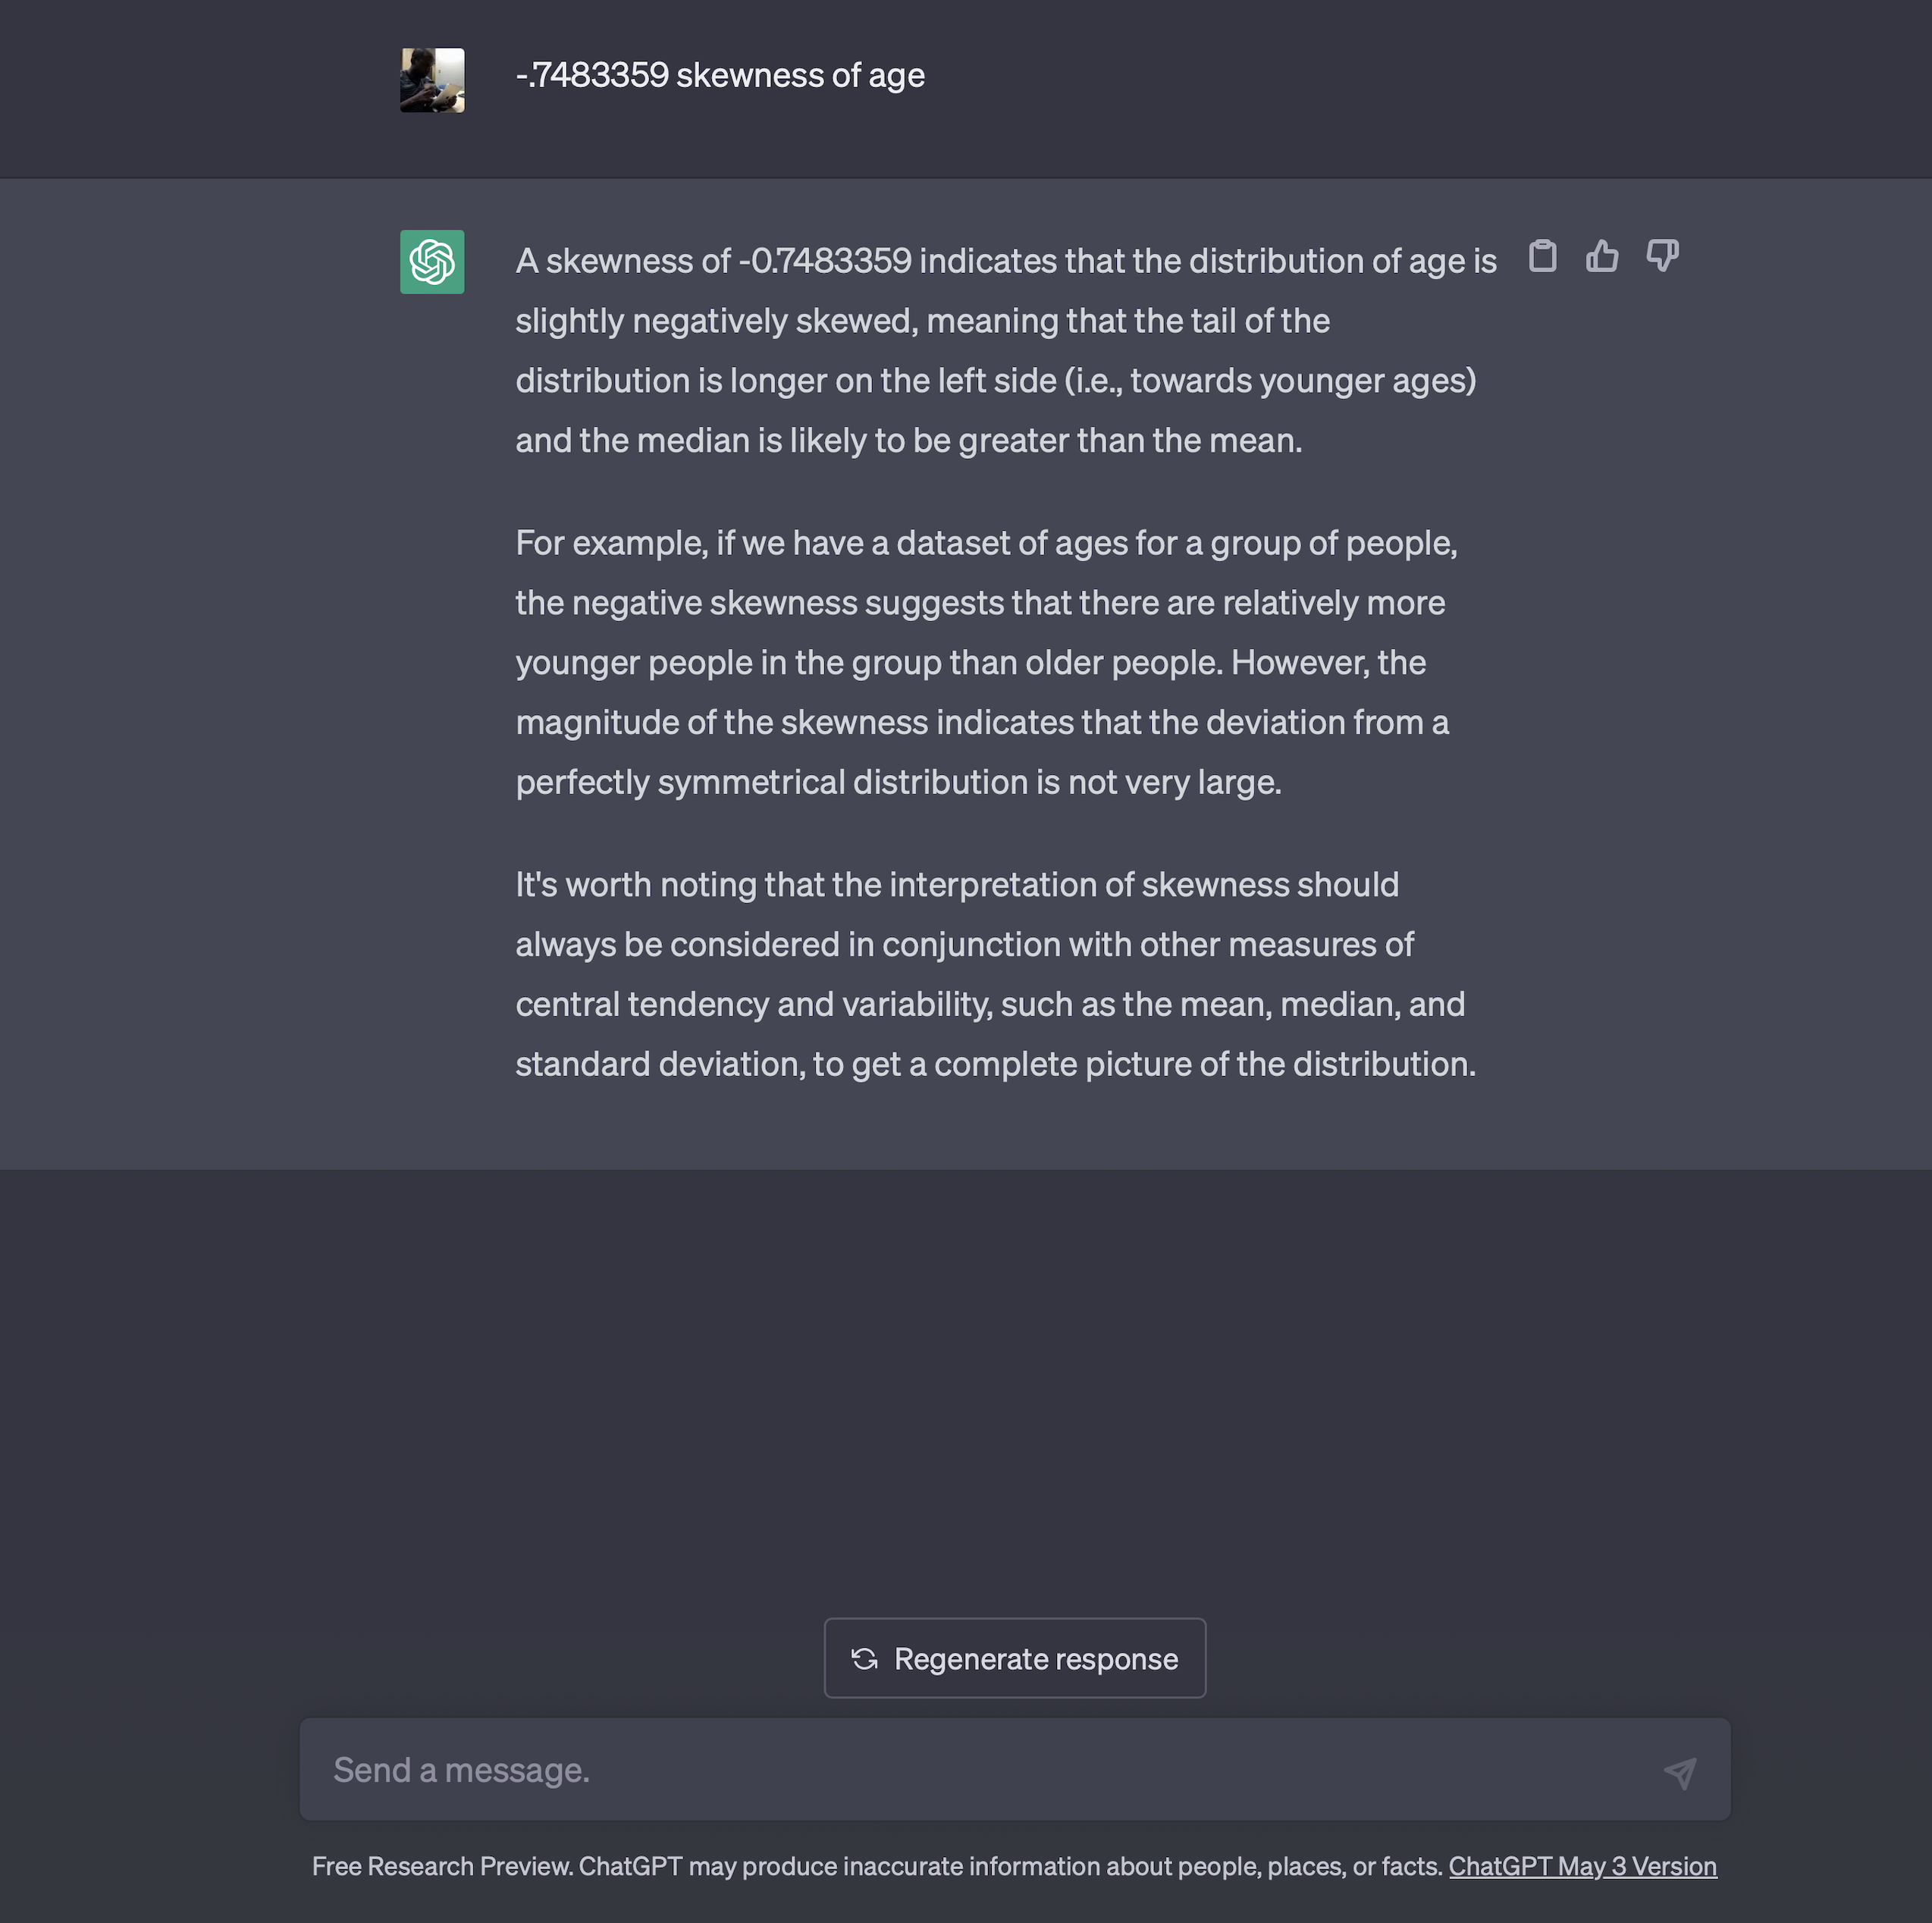 -.7483359 skewness of age
A skewness of -0.7483359 indicates that the distribution of age is
slightly negatively skewed, meaning that the tail of the
distribution is longer on the left side (i.e., towards younger ages)
and the median is likely to be greater than the mean.
For example, if we have a dataset of ages for a group of people,
the negative skewness suggests that there are relatively more
younger people in the group than older people. However, the
magnitude of the skewness indicates that the deviation from a
perfectly symmetrical distribution is not very large.
It's worth noting that the interpretation of skewness should
always be considered in conjunction with other measures of
central tendency and variability, such as the mean, median, and
standard deviation, to get a complete picture of the distribution.
Regenerate response
Send a message.
Free Research Preview. ChatGPT may produce inaccurate information about people, places, or facts. ChatGPT May 3 Version